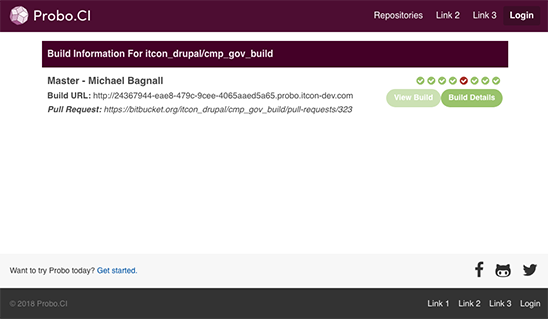 Probo.CI
Repositories Link 2 Link 3 Login
Build Information For itcon_drupal/cmp_gov_build
Master - Michael Bagnall
Build URL: http://24367944-eae8-479c-9cee-4065aaed5a65.probo.itcon-dev.com
View Build Build Details
Pull Request: https://bitbucket.org/itcon_drupal/cmp_gov_build/pull-requests/323
Want to try Probo today? Get started.
© 2018 Probo.CI
Link 1 Link 2 Link 3 Login